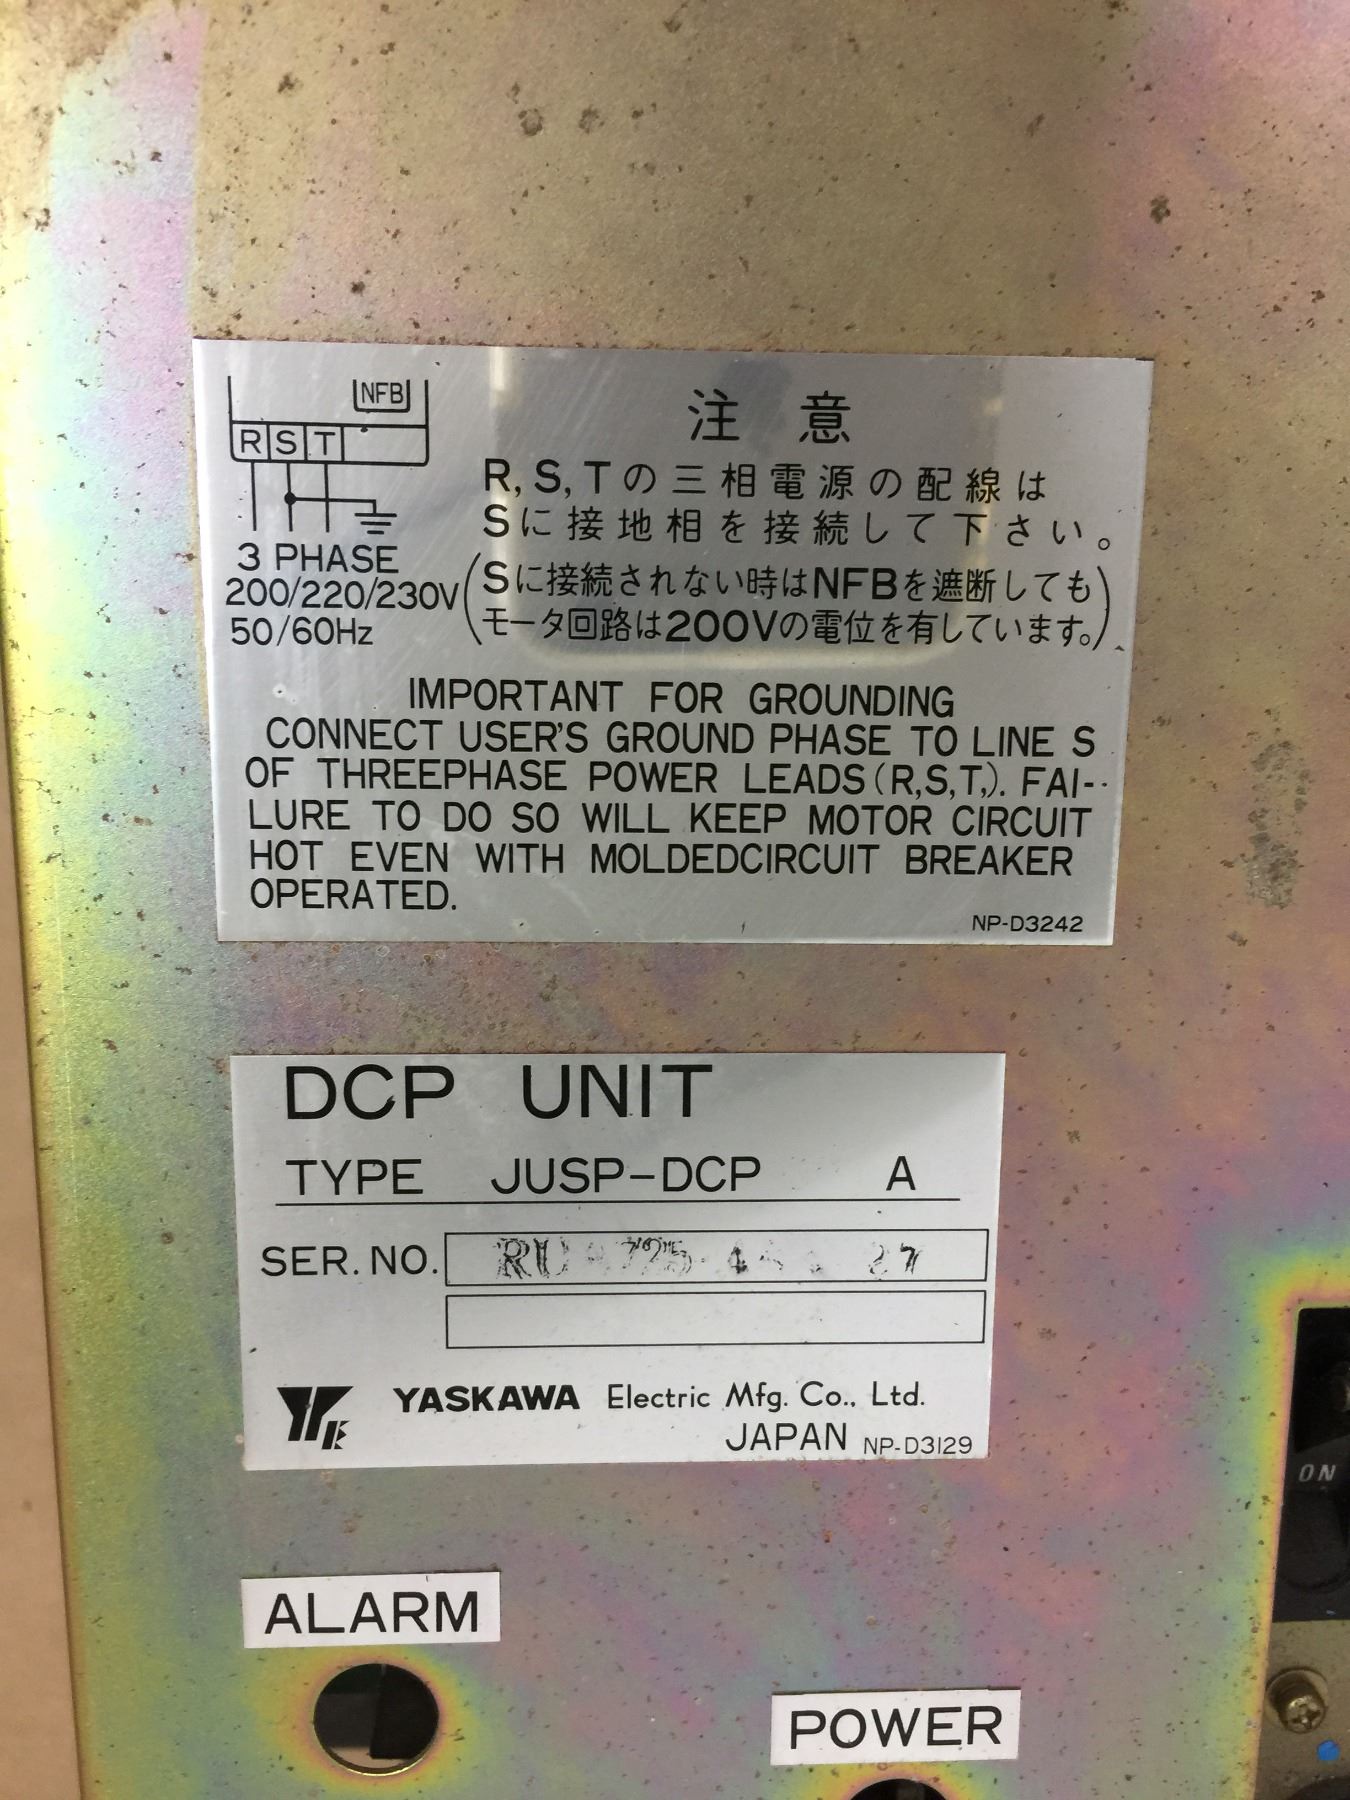 NFB
R S T
3 PHASE
200/220/230V
50/60Hz
注意
R, S, Tの三相電源の配線は
Sに接地相を接続して下さい。
(Sに接続されない時はNFBを遮断しても
モータ回路は200Vの電位を有しています。)
IMPORTANT FOR GROUNDING
CONNECT USER'S GROUND PHASE TO LINE S
OF THREEPHASE POWER LEADS (R,S,T,). FAI-
LURE TO DO SO WILL KEEP MOTOR CIRCUIT
HOT EVEN WITH MOLDEDCIRCUIT BREAKER
OPERATED.
NP-D3242
DCP UNIT
TYPE JUSP-DCP A
SER. NO.
YASKAWA Electric Mfg. Co., Ltd.
JAPAN NP-D3129
ON
ALARM
POWER